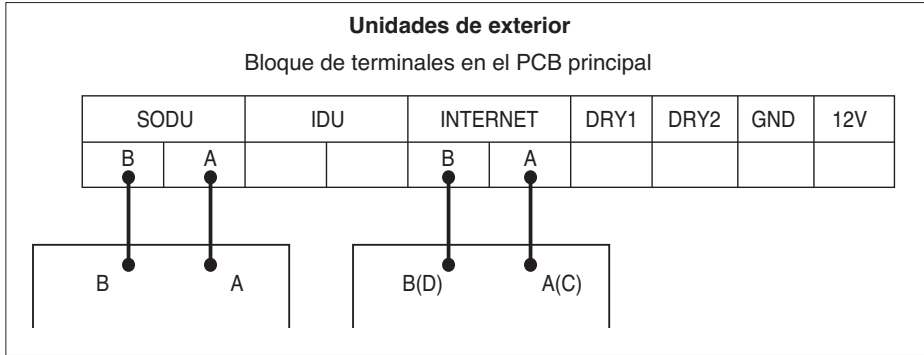 Unidades de exterior
Bloque de terminales en el PCB principal
SODU IDU INTERNET DRY1 DRY2 GND 12V
B A B A
B A B(D) A(C)